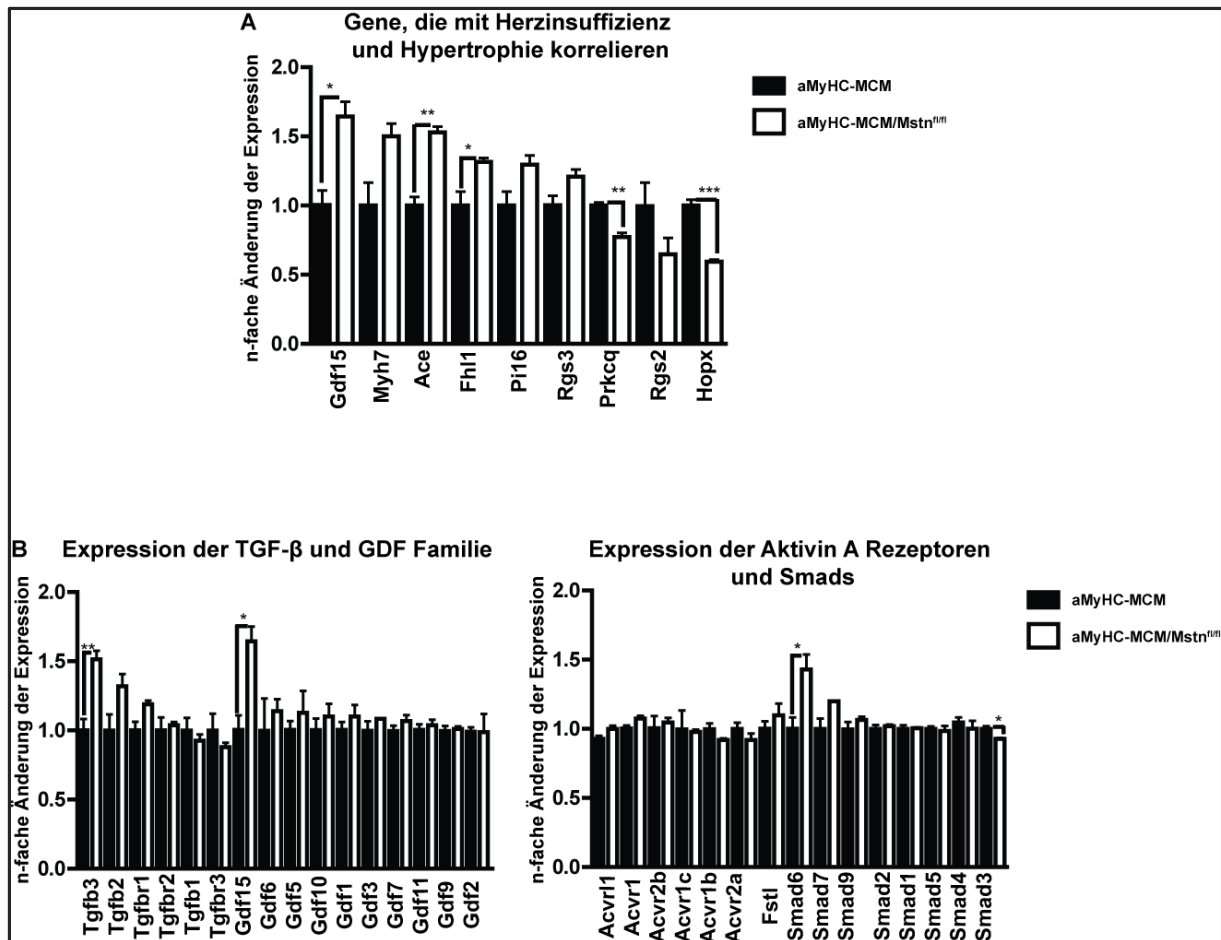 A
Gene, die mit Herzinsuffizienz
und Hypertrophie korrelieren
n-fache Änderung der Expression
2.0
1.5
1.0
0.5
0.0
*
**
*
**
***
Gdf15
Myh7
Ace
Fhl1
Pi16
Rgs3
Prkcq
Rgs2
Hopx
aMyHC-MCM
aMyHC-MCM/Mstnfl/fl
B
Expression der TGF-β und GDF Familie
n-fache Änderung der Expression
2.0
1.5
1.0
0.5
0.0
**
*
Tgfb3
Tgfb2
Tgfbr1
Tgfbr2
Tgfb1
Tgfbr3
Gdf15
Gdf6
Gdf5
Gdf10
Gdf1
Gdf3
Gdf7
Gdf11
Gdf9
Gdf2
Expression der Aktivin A Rezeptoren
und Smads
n-fache Änderung der Expression
2.0
1.5
1.0
0.5
0.0
*
*
Acvrl1
Acvr1
Acvr2b
Acvr1c
Acvr1b
Acvr2a
Fstl
Smad6
Smad7
Smad9
Smad2
Smad1
Smad5
Smad4
Smad3
aMyHC-MCM
aMyHC-MCM/Mstnfl/fl